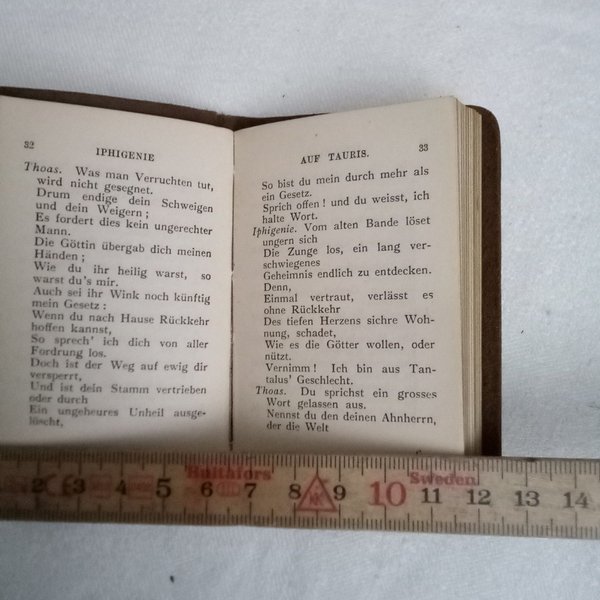 32 IPHIGENIE
Thoas. Was man Verruchten tut,
wird nicht gesegnet.
Drum endige dein Schweigen
und dein Weigern ;
Es fordert dies kein ungerechter
Mann.
Die Göttin übergab dich meinen
Händen ;
Wie du ihr heilig warst, so
warst du's mir.
Auch sei ihr Wink noch künftig
mein Gesetz :
Wenn du nach Hause Rückkehr
hoffen kannst,
So sprech' ich dich von aller
Fordrung los.
Doch ist der Weg auf ewig dir
versperrt,
Und ist dein Stamm vertrieben
oder durch
Ein ungeheures Unheil ausge-
löscht,
AUF TAURIS. 33
So bist du mein durch mehr als
ein Gesetz.
Sprich offen ! und du weisst, ich
halte Wort.
Iphigenie. Vom alten Bande löset
ungern sich
Die Zunge los, ein lang ver-
schwiegenes
Geheimnis endlich zu entdecken.
Denn,
Einmal vertraut, verlässt es
ohne Rückkehr
Des tiefen Herzens sichre Woh-
nung, schadet,
Wie es die Götter wollen, oder
nützt.
Vernimm ! Ich bin aus Tan-
talus' Geschlecht.
Thoas. Du sprichst ein grosses
Wort gelassen aus.
Nennst du den deinen Ahnherrn,
der die Welt
Hultafors Sweden
2 3 4 5 6 7 8 9 10 11 12 13 14